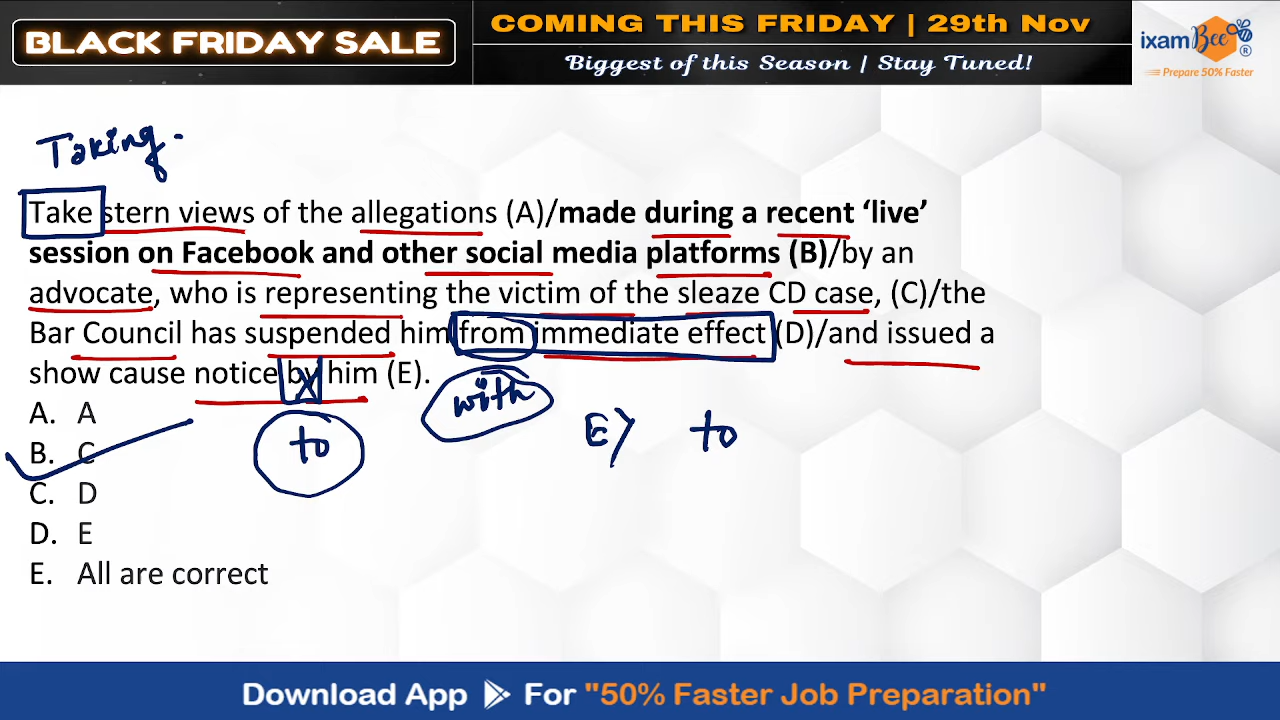 BLACK FRIDAY SALE
COMING THIS FRIDAY | 29th Nov
Biggest of this Season | Stay Tuned!
ixamBee ®
Prepare 50% Faster
Taking
Take stern views of the allegations (A)/made during a recent ‘live’
session on Facebook and other social media platforms (B)/by an
advocate, who is representing the victim of the sleaze CD case, (C)/the
Bar Council has suspended him from immediate effect (D)/and issued a
show cause notice by him (E).
with
A. A
to
E) to
B. C
C. D
D. E
E. All are correct
Download App For "50% Faster Job Preparation"